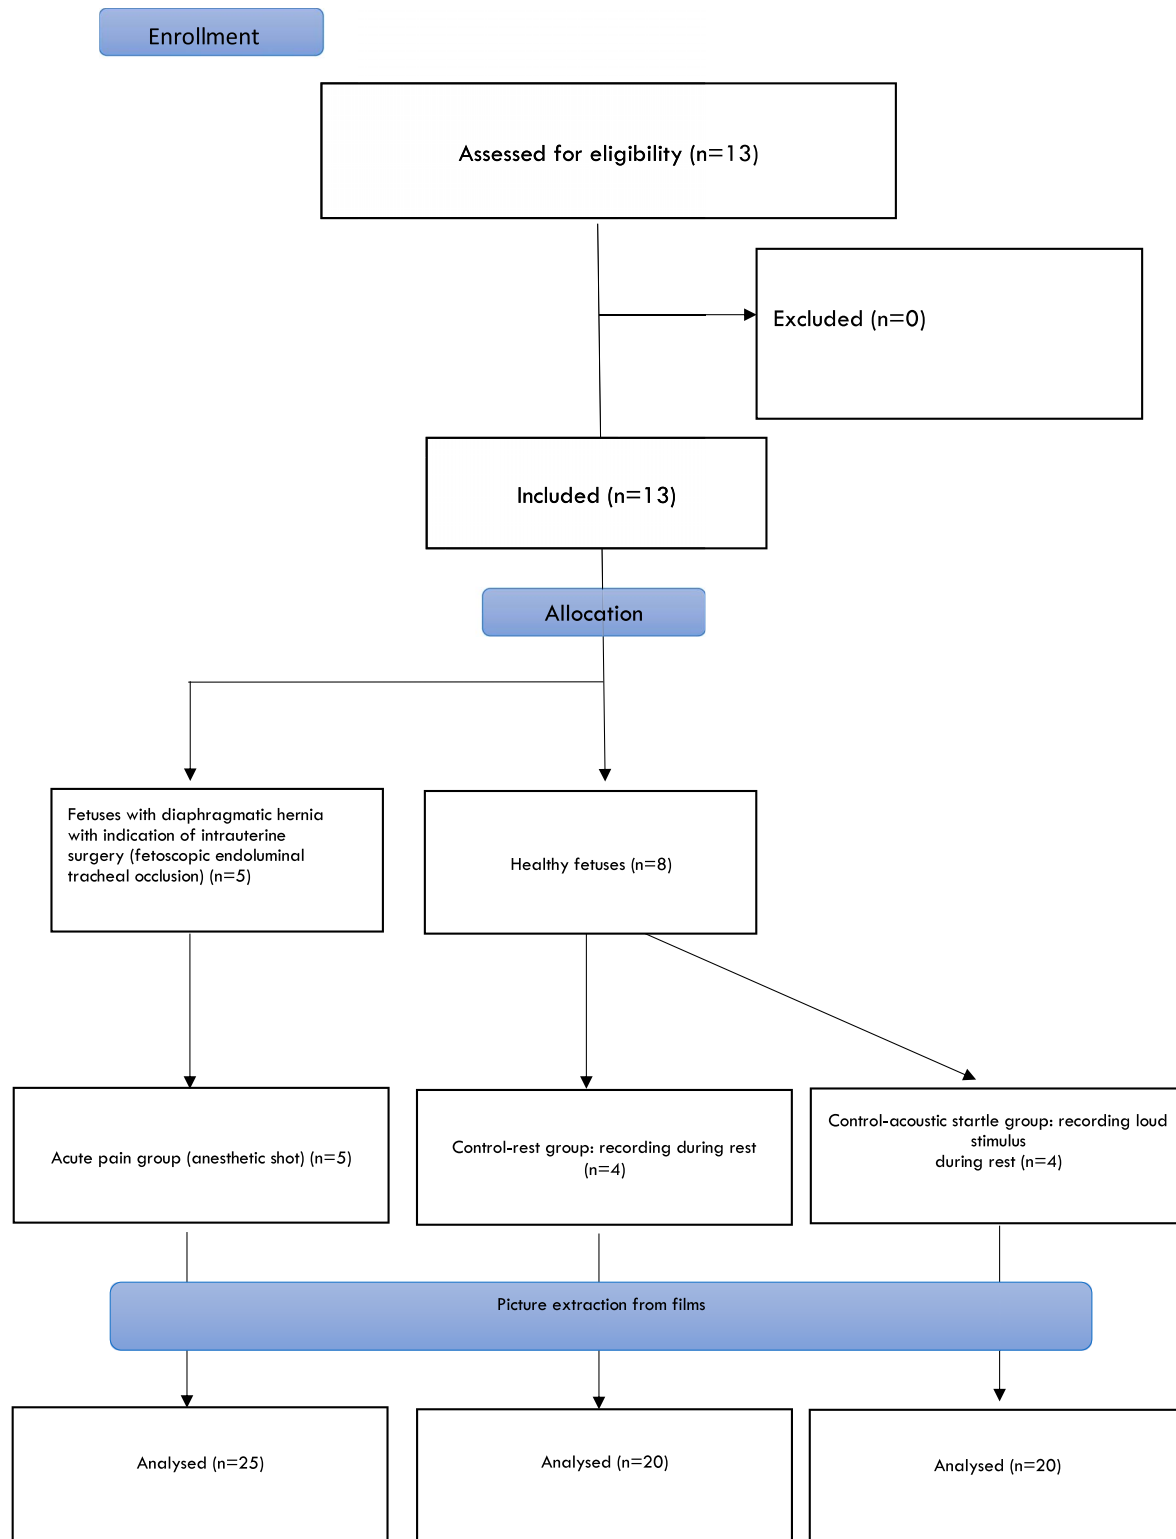 Enrollment
Assessed for eligibility (n=13)
Excluded (n=0)
Included (n=13)
Allocation
Fetuses with diaphragmatic hernia
with indication of intrauterine
surgery (fetoscopic endoluminal
tracheal occlusion) (n=5)
Healthy fetuses (n=8)
Acute pain group (anesthetic shot) (n=5)
Control-rest group: recording during rest
(n=4)
Control-acoustic startle group: recording loud
stimulus
during rest (n=4)
Picture extraction from films
Analysed (n=25)
Analysed (n=20)
Analysed (n=20)